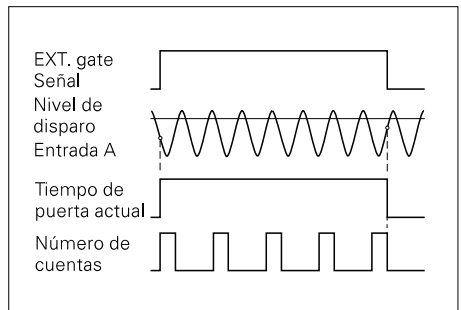 EXT. gate
Señal
Nivel de
disparo
Entrada A
Tiempo de
puerta actual
Número de
cuentas